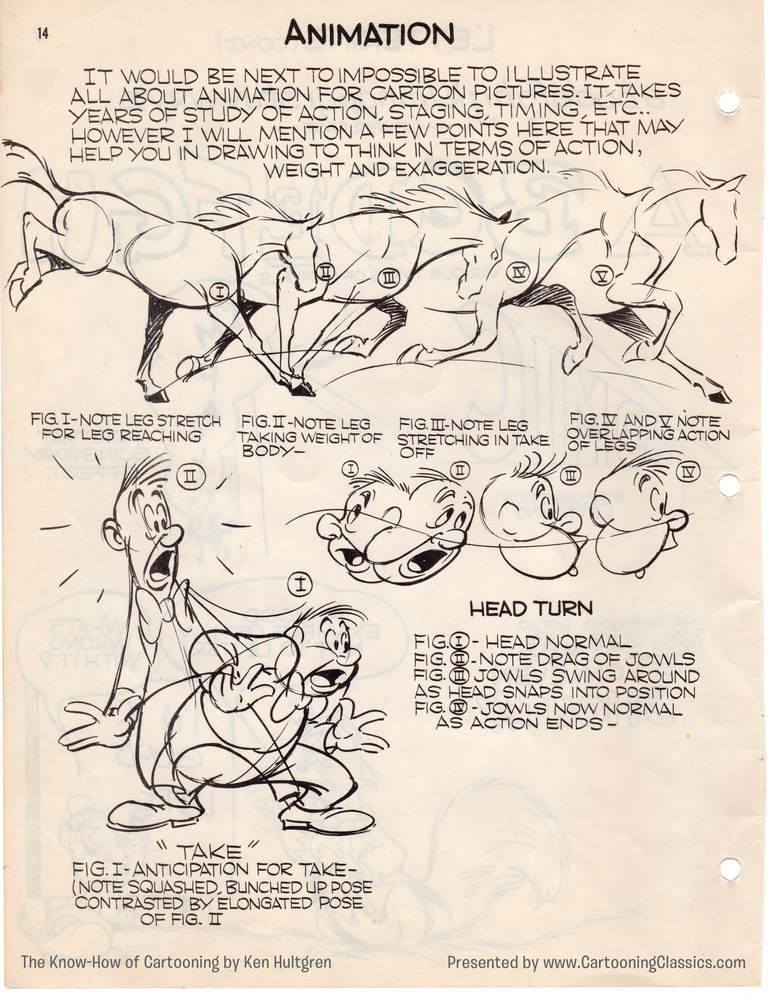 14
ANIMATION
IT WOULD BE NEXT TO IMPOSSIBLE TO ILLUSTRATE
ALL ABOUT ANIMATION FOR CARTOON PICTURES. IT TAKES
YEARS OF STUDY OF ACTION, STAGING, TIMING, ETC..
HOWEVER I WILL MENTION A FEW POINTS HERE THAT MAY
HELP YOU IN DRAWING TO THINK IN TERMS OF ACTION,
WEIGHT AND EXAGGERATION.
I
II
III
IV
V
FIG. I-NOTE LEG STRETCH
FOR LEG REACHING
FIG. II-NOTE LEG
TAKING WEIGHT OF
BODY-
FIG. III-NOTE LEG
STRETCHING IN TAKE
OFF
FIG. IV AND V NOTE
OVERLAPPING ACTION
OF LEGS
II
I
I
II
III
IV
HEAD TURN
FIG. I - HEAD NORMAL
FIG. II - NOTE DRAG OF JOWLS
FIG. III JOWLS SWING AROUND
AS HEAD SNAPS INTO POSITION
FIG. IV - JOWLS NOW NORMAL
AS ACTION ENDS-
"TAKE"
FIG. I-ANTICIPATION FOR TAKE-
(NOTE SQUASHED, BUNCHED UP POSE
CONTRASTED BY ELONGATED POSE
OF FIG. II
The Know-How of Cartooning by Ken Hultgren
Presented by www.CartooningClassics.com